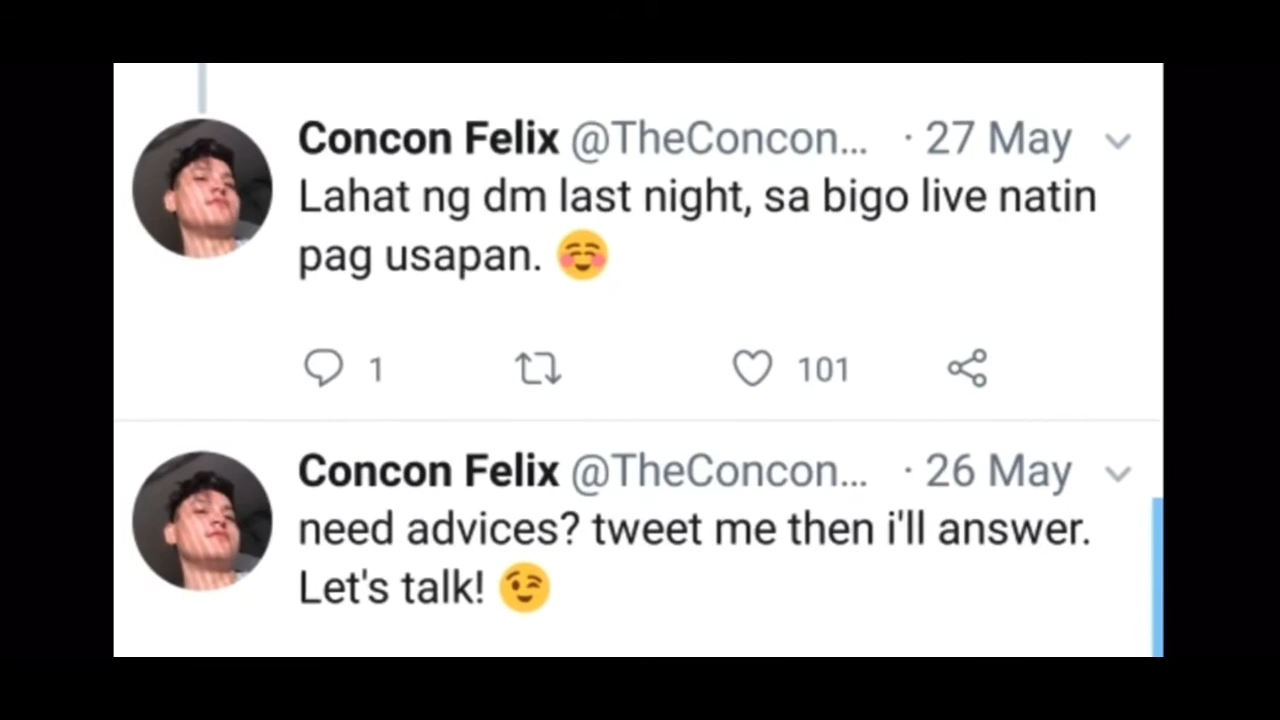 Concon Felix @TheConcon... · 27 May
Lahat ng dm last night, sa bigo live natin
pag usapan. ☺️
1 101
Concon Felix @TheConcon... · 26 May
need advices? tweet me then i'll answer.
Let's talk! 😉